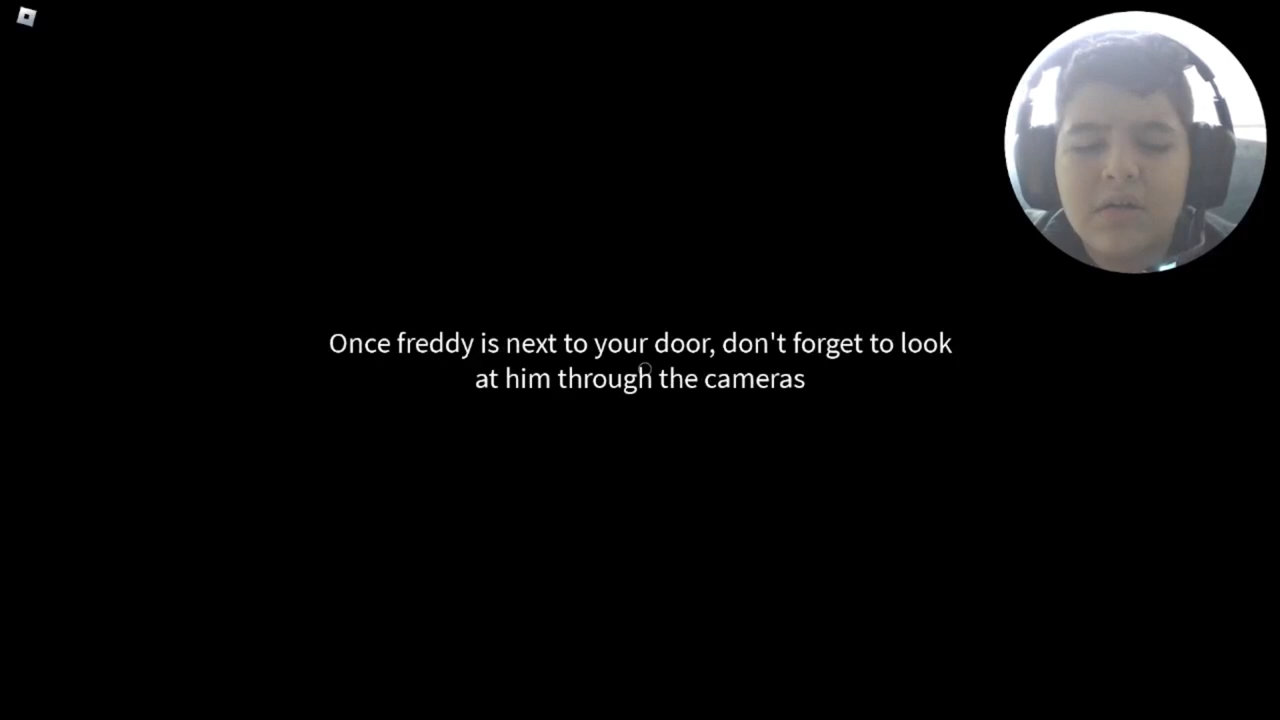 Once freddy is next to your door, don't forget to look
at him through the cameras